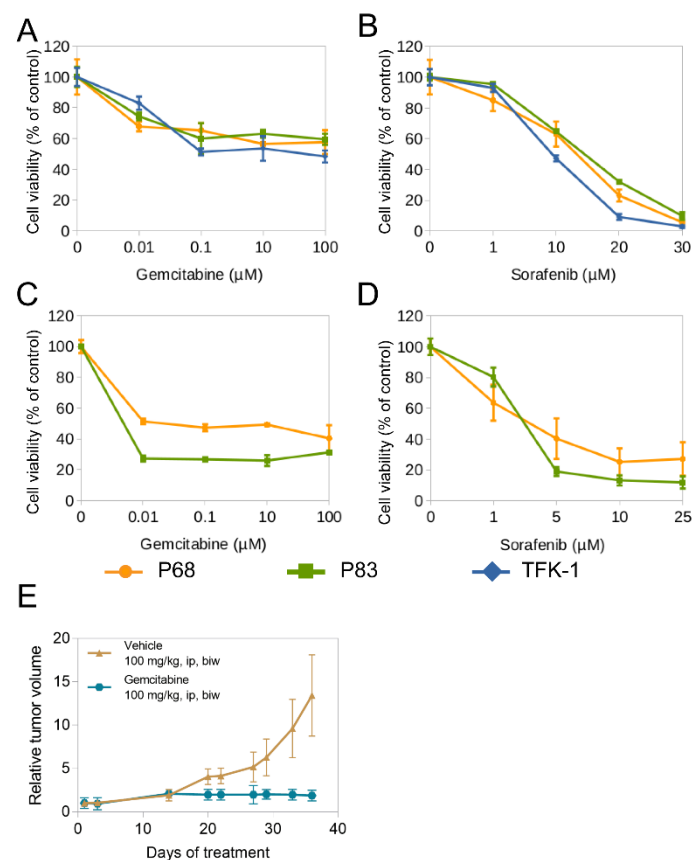 A
120
100
80
60
40
20
0
Cell viability (% of control)
0 0.01 0.1 10 100
Gemcitabine (µM)
B
120
100
80
60
40
20
0
Cell viability (% of control)
0 1 10 20 30
Sorafenib (µM)
C
120
100
80
60
40
20
0
Cell viability (% of control)
0 0.01 0.1 10 100
Gemcitabine (µM)
D
120
100
80
60
40
20
0
Cell viability (% of control)
0 1 5 10 25
Sorafenib (µM)
P68 P83 TFK-1
E
20
15
10
5
0
Relative tumor volume
Vehicle
100 mg/kg, ip, biw
Gemcitabine
100 mg/kg, ip, biw
0 10 20 30 40
Days of treatment